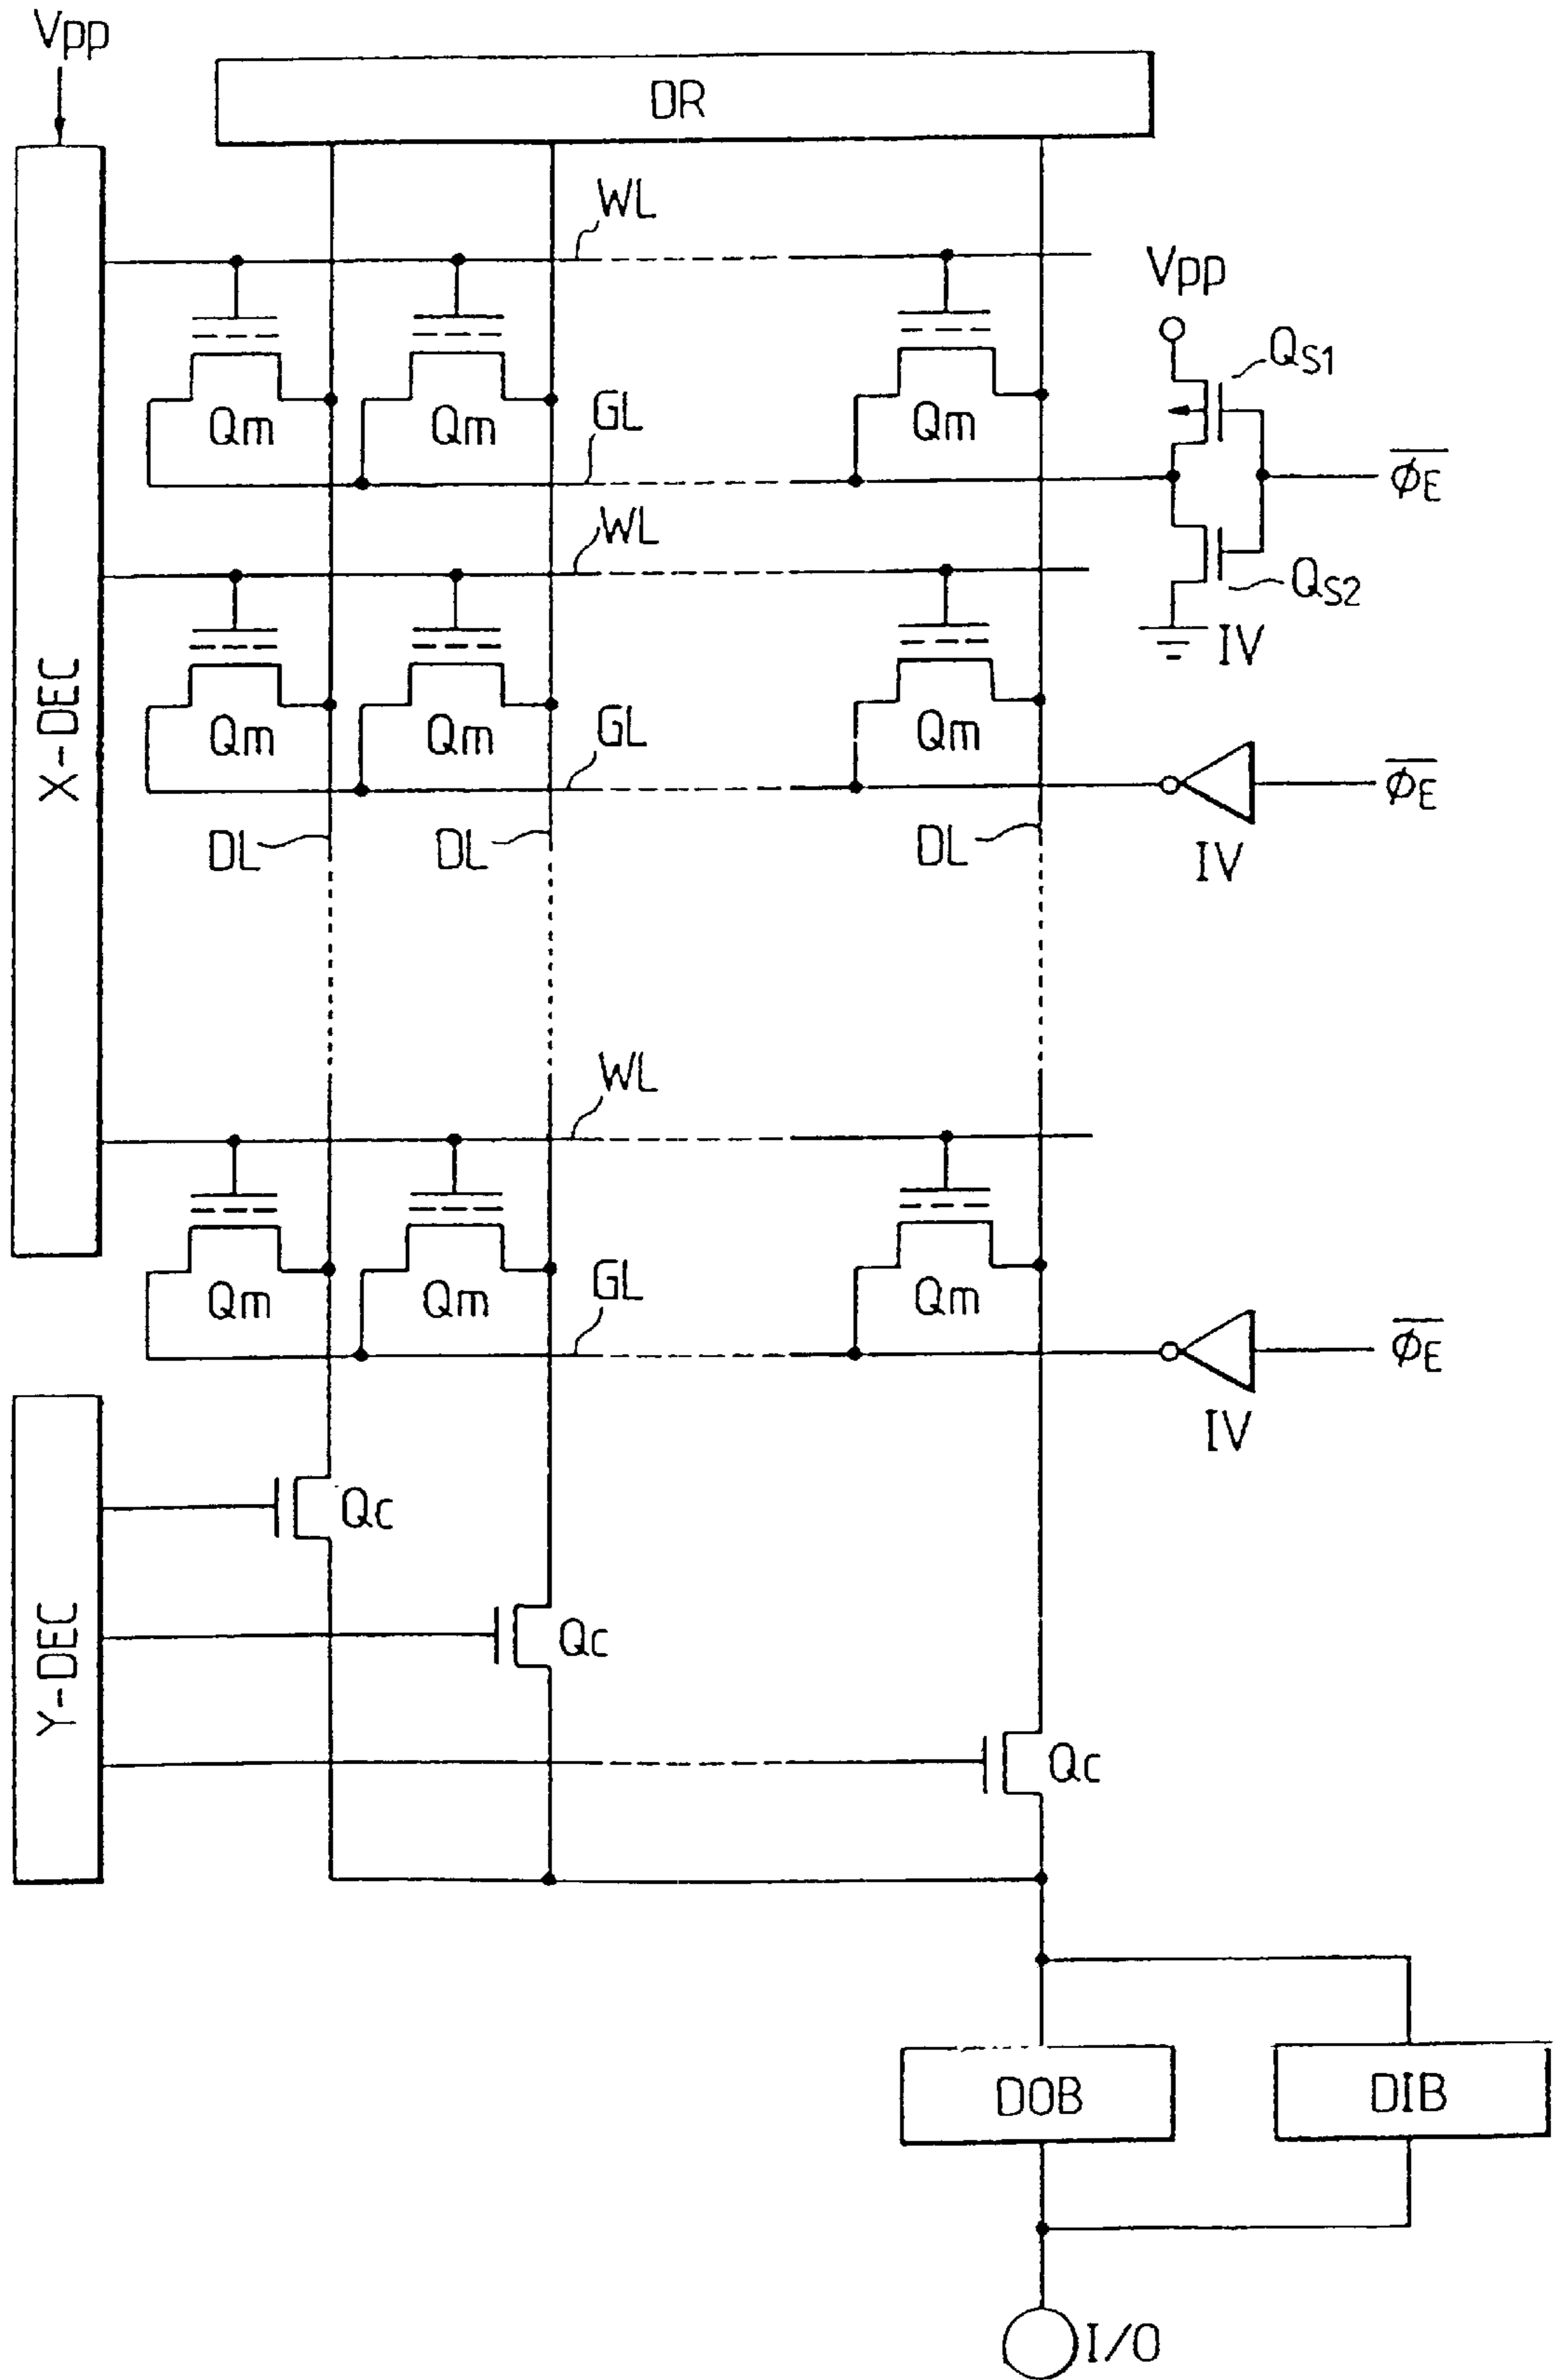 Vpp
DR
WL
Vpp
QS1
Qm Qm GL Qm
φE
WL
QS2
IV
X-DEC
Qm Qm GL Qm
φE
DL DL DL
IV
WL
Qm Qm GL Qm
φE
IV
Qc
Y-DEC
Qc
Qc
DOB DIB
I/O